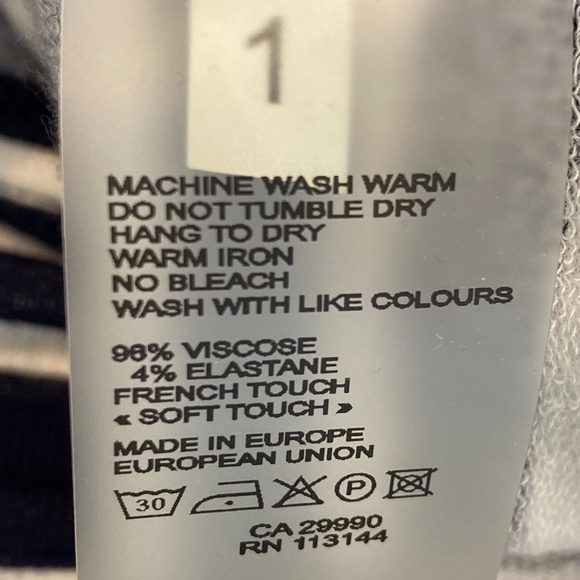 1
MACHINE WASH WARM
DO NOT TUMBLE DRY
HANG TO DRY
WARM IRON
NO BLEACH
WASH WITH LIKE COLOURS
96% VISCOSE
4% ELASTANE
FRENCH TOUCH
« SOFT TOUCH »
MADE IN EUROPE
EUROPEAN UNION
30 P
CA 29990
RN 113144